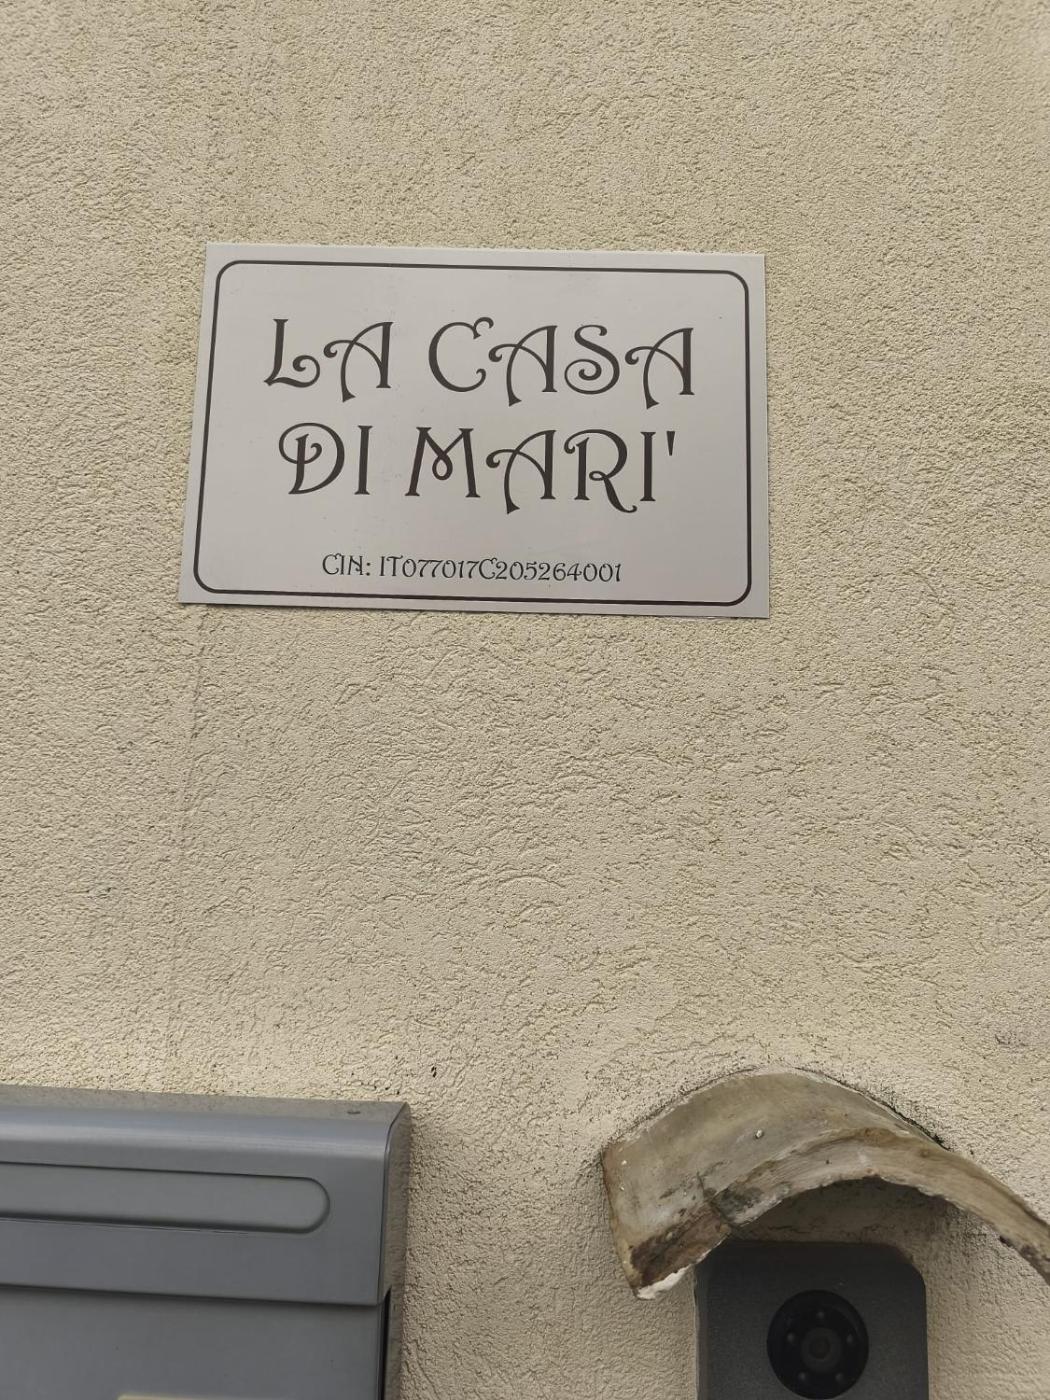 LA CASA
DI MARI'
CIN: IT077017C205264001